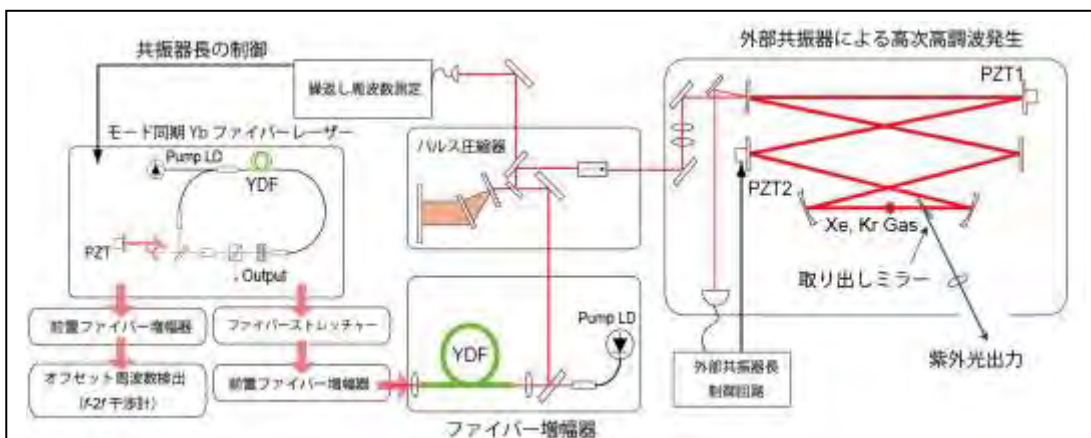 共振器長の制御
繰返し周波数測定
モード同期 Yb ファイバーレーザー
Pump LD
YDF
PZT
Output
前置ファイバー増幅器
オフセット周波数検出
(f-2f 干渉計)
ファイバーストレッチャー
前置ファイバー増幅器
パルス圧縮器
YDF
Pump LD
ファイバー増幅器
外部共振器による高次高調波発生
PZT1
PZT2
Xe, Kr Gas
取り出しミラー
紫外光出力
外部共振器長
制御回路